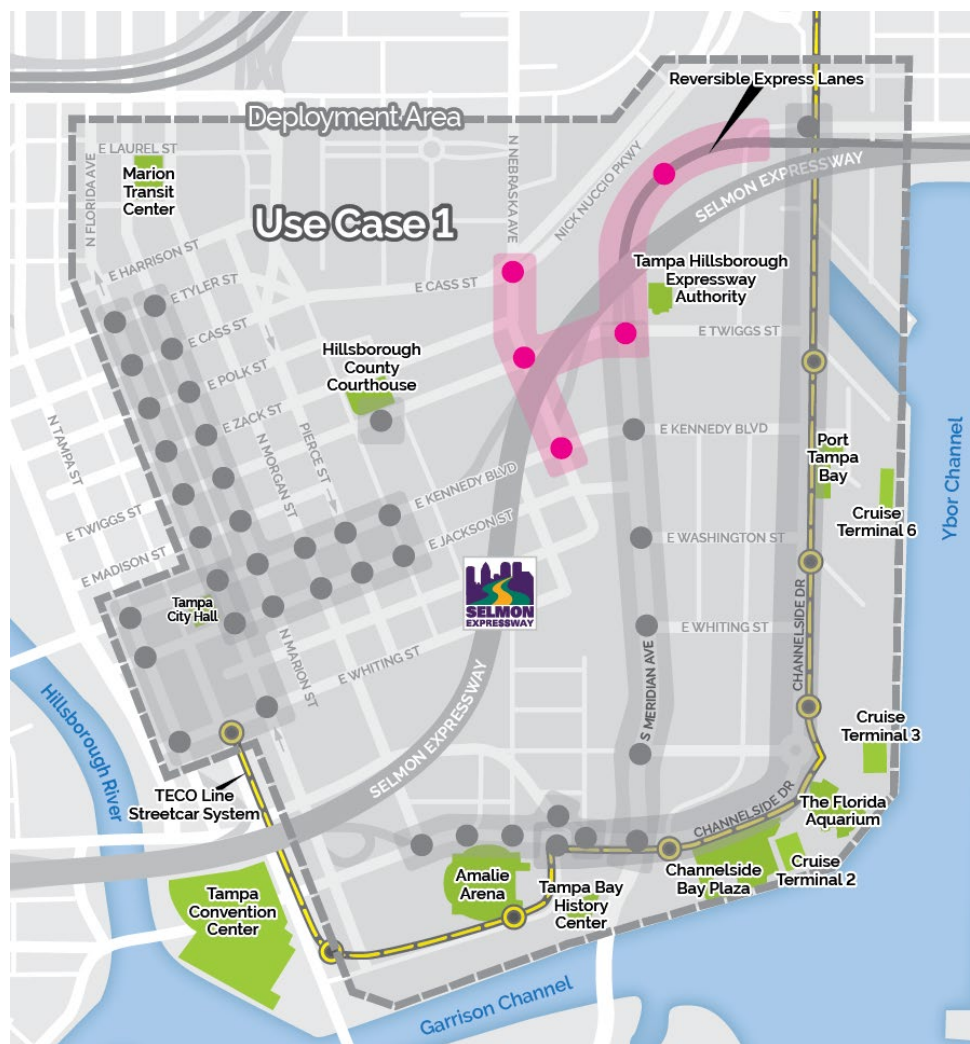 Reversible Express Lanes
Deployment Area
E LAUREL ST
N FLORIDA AVE
Marion
Transit
Center
Use Case 1
N NEBRASKA AVE
NICK NUCCIO PKWY
SELMON EXPRESSWAY
E HARRISON ST
E TYLER ST
E CASS ST
E CASS ST
Tampa Hillsborough
Expressway
Authority
E TWIGGS ST
Hillsborough
County
Courthouse
E POLK ST
E ZACK ST
N TAMPA ST
N MORGAN ST
PIERCE ST
E KENNEDY BLVD
E KENNEDY BLVD
Port
Tampa
Bay
Cruise
Terminal 6
Ybor Channel
E TWIGGS ST
E MADISON ST
E JACKSON ST
E WASHINGTON ST
SELMON
EXPRESSWAY
Tampa
City Hall
N MARION ST
E WHITING ST
E WHITING ST
CHANNELSIDE DR
S MERIDIAN AVE
SELMON EXPRESSWAY
Hillsborough River
Cruise
Terminal 3
TECO Line
Streetcar System
CHANNELSIDE DR
The Florida
Aquarium
Cruise
Terminal 2
Channelside
Bay Plaza
Amalie
Arena
Tampa Bay
History
Center
Tampa
Convention
Center
Garrison Channel